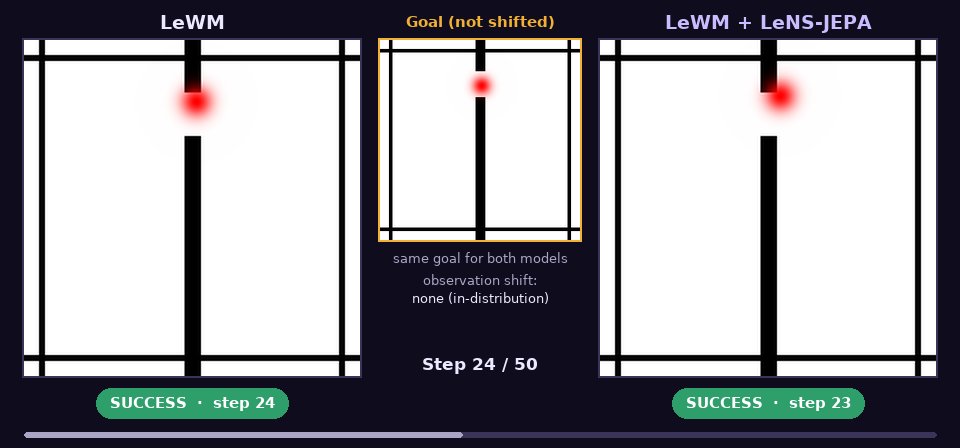 LeWM
Goal (not shifted)
LeWM + LeNS-JEPA
same goal for both models
observation shift:
none (in-distribution)
Step 24 / 50
SUCCESS · step 24
SUCCESS · step 23